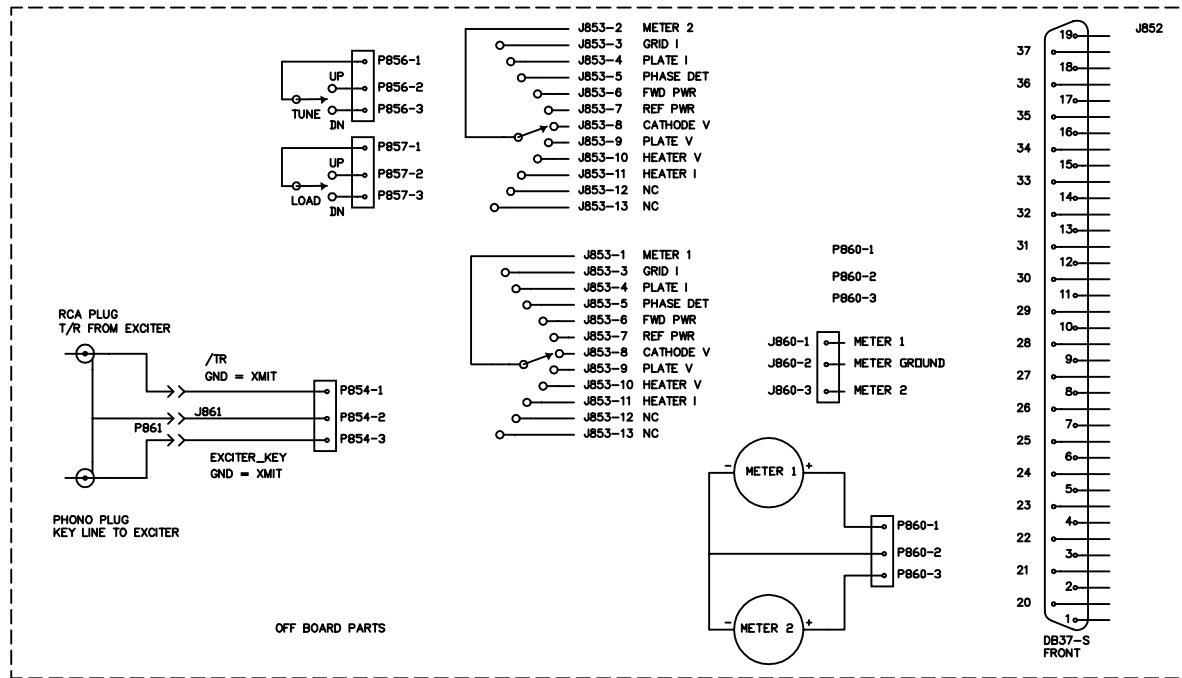 P856-1
UP
P856-2
TUNE
P856-3
DN
P857-1
UP
P857-2
LOAD
P857-3
DN
J853-2 METER 2
J853-3 GRID I
J853-4 PLATE I
J853-5 PHASE DET
J853-6 FWD PWR
J853-7 REF PWR
J853-8 CATHODE V
J853-9 PLATE V
J853-10 HEATER V
J853-11 HEATER I
J853-12 NC
J853-13 NC
J853-1 METER 1
J853-3 GRID I
J853-4 PLATE I
J853-5 PHASE DET
J853-6 FWD PWR
J853-7 REF PWR
J853-8 CATHODE V
J853-9 PLATE V
J853-10 HEATER V
J853-11 HEATER I
J853-12 NC
J853-13 NC
RCA PLUG
T/R FROM EXCITER
/TR
GND = XMIT
P854-1
J861
P854-2
P861
P854-3
EXCITER_KEY
GND = XMIT
PHONO PLUG
KEY LINE TO EXCITER
P860-1
P860-2
P860-3
J860-1 METER 1
J860-2 METER GROUND
J860-3 METER 2
- METER 1 +
P860-1
P860-2
P860-3
- METER 2 +
OFF BOARD PARTS
J852
19
37
18
36
17
35
16
34
15
33
14
32
13
31
12
30
11
29
10
28
9
27
8
26
7
25
6
24
5
23
4
22
3
21
2
20
1
DB37-S
FRONT